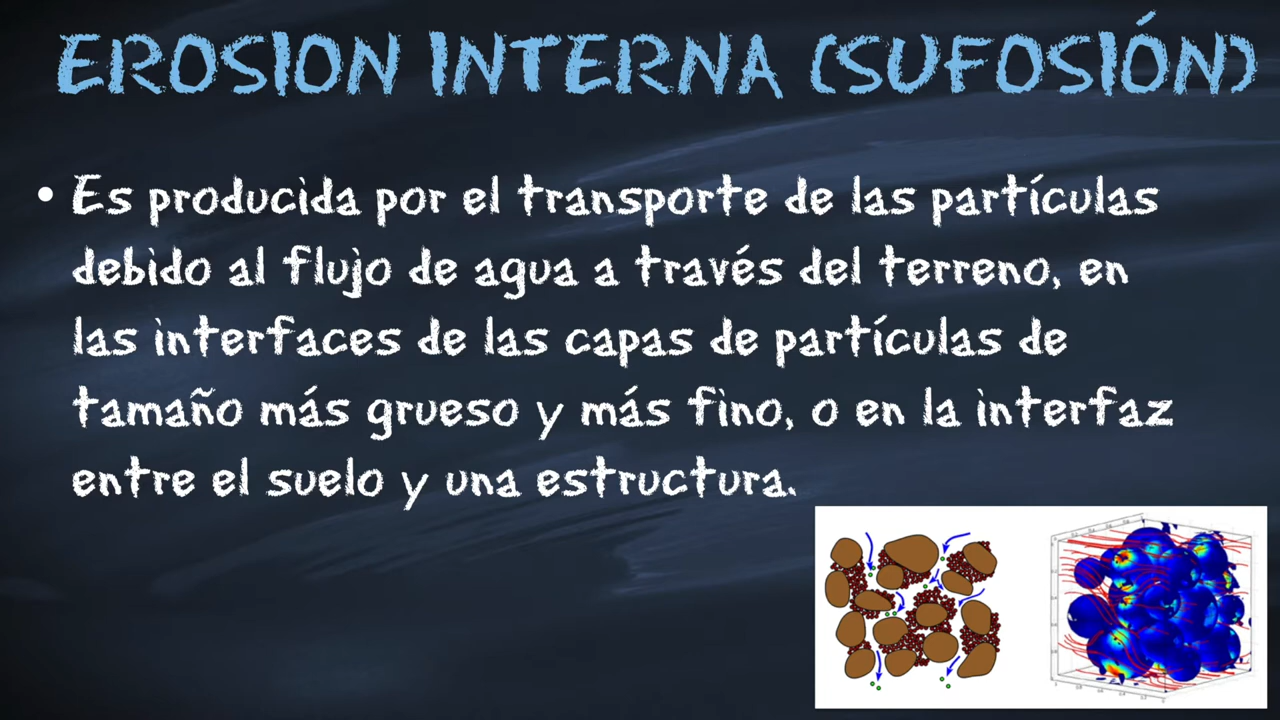 EROSION INTERNA (SUFOSIÓN)
• Es producida por el transporte de las partículas
debido al flujo de agua a través del terreno, en
las interfaces de las capas de partículas de
tamaño más grueso y más fino, o en la interfaz
entre el suelo y una estructura.